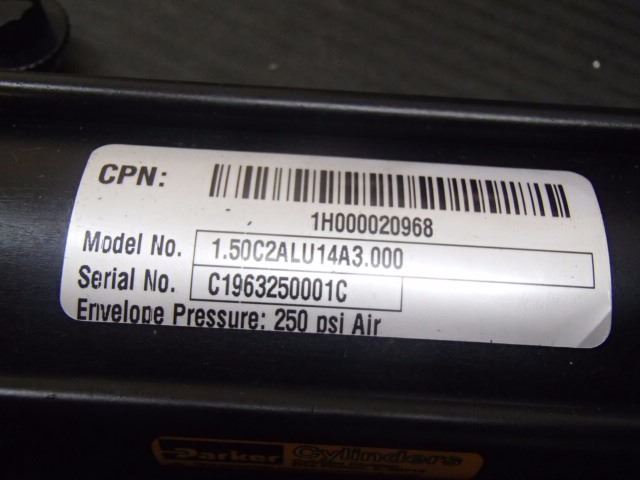 CPN:
1H000020968
Model No. 1.50C2ALU14A3.000
Serial No. C1963250001C
Envelope Pressure: 250 psi Air
Parker Cylinders